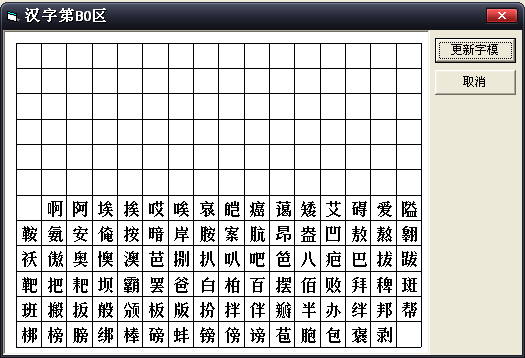 汉字第B0区
更新字模
取消
啊 阿 埃 挨 哎 唉 哀 皑 癌 蔼 矮 艾 碍 爱 隘
鞍 氨 安 俺 按 暗 岸 胺 案 肮 昂 盎 凹 敖 熬 翱
袄 傲 奥 懊 澳 芭 捌 扒 叭 吧 笆 八 疤 巴 拔 跋
靶 把 耙 坝 霸 罢 爸 白 柏 百 摆 佰 败 拜 稗 斑
班 搬 扳 般 颁 板 版 扮 拌 伴 瓣 半 办 绊 邦 帮
梆 榜 膀 绑 棒 磅 蚌 镑 傍 谤 苞 胞 包 褒 剥